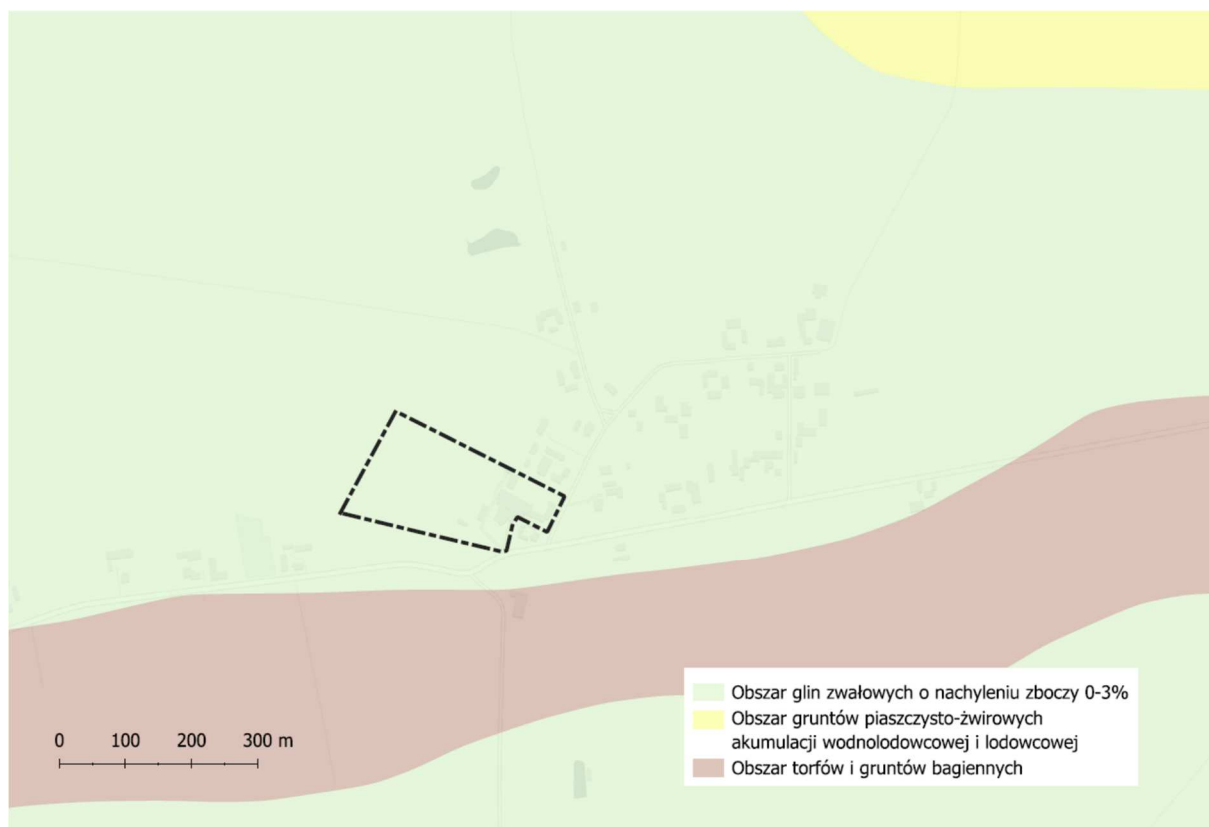 Obszar glin zwałowych o nachyleniu zboczy 0-3%
Obszar gruntów piaszczysto-żwirowych
akumulacji wodnolodowcowej i lodowcowej
Obszar torfów i gruntów bagiennych
0 100 200 300 m